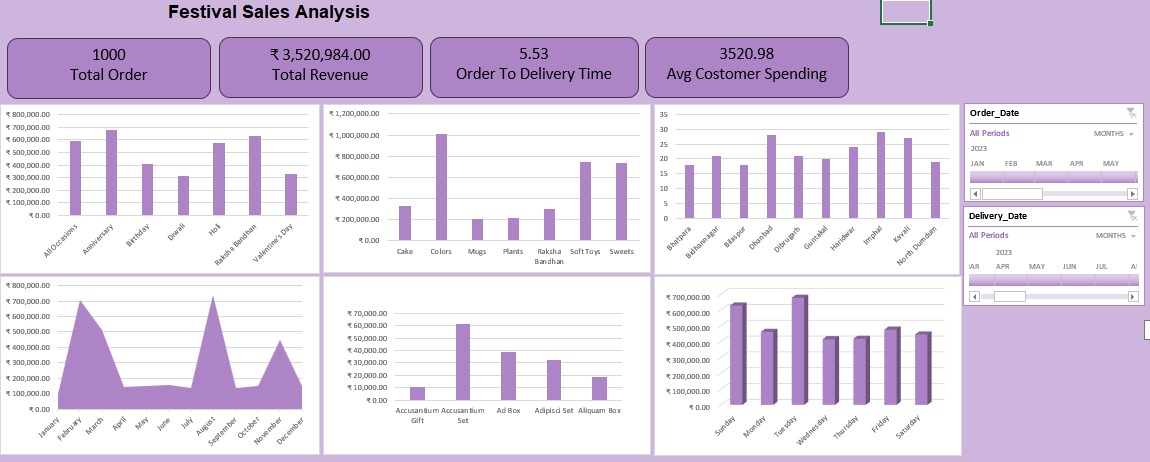 Festival Sales Analysis
1000
Total Order
₹ 3,520,984.00
Total Revenue
5.53
Order To Delivery Time
3520.98
Avg Costomer Spending
₹ 800,000.00
₹ 700,000.00
₹ 600,000.00
₹ 500,000.00
₹ 400,000.00
₹ 300,000.00
₹ 200,000.00
₹ 100,000.00
₹ 0.00
All Occasions
Anniversary
Birthday
Diwali
Holi
Raksha Bandhan
Valentine's Day
₹ 1,200,000.00
₹ 1,000,000.00
₹ 800,000.00
₹ 600,000.00
₹ 400,000.00
₹ 200,000.00
₹ 0.00
Cake
Colors
Mugs
Plants
Raksha
Bandhan
Soft Toys
Sweets
35
30
25
20
15
10
5
0
Bhatpara
Bidhannagar
Bilaspur
Dhanbad
Dibrugarh
Guntakal
Haridwar
Imphal
Kavali
North Dumdum
Order_Date
All Periods MONTHS
2023
JAN FEB MAR APR MAY
Delivery_Date
All Periods MONTHS
2023
AR APR MAY JUN JUL
₹ 800,000.00
₹ 700,000.00
₹ 600,000.00
₹ 500,000.00
₹ 400,000.00
₹ 300,000.00
₹ 200,000.00
₹ 100,000.00
₹ 0.00
January
February
March
April
May
June
July
August
September
October
November
December
₹ 70,000.00
₹ 60,000.00
₹ 50,000.00
₹ 40,000.00
₹ 30,000.00
₹ 20,000.00
₹ 10,000.00
₹ 0.00
Accusantium
Gift
Accusantium
Set
Ad Box
Adipisci Set
Aliquam Box
₹ 700,000.00
₹ 600,000.00
₹ 500,000.00
₹ 400,000.00
₹ 300,000.00
₹ 200,000.00
₹ 100,000.00
₹ 0.00
Sunday
Monday
Tuesday
Wednesday
Thursday
Friday
Saturday